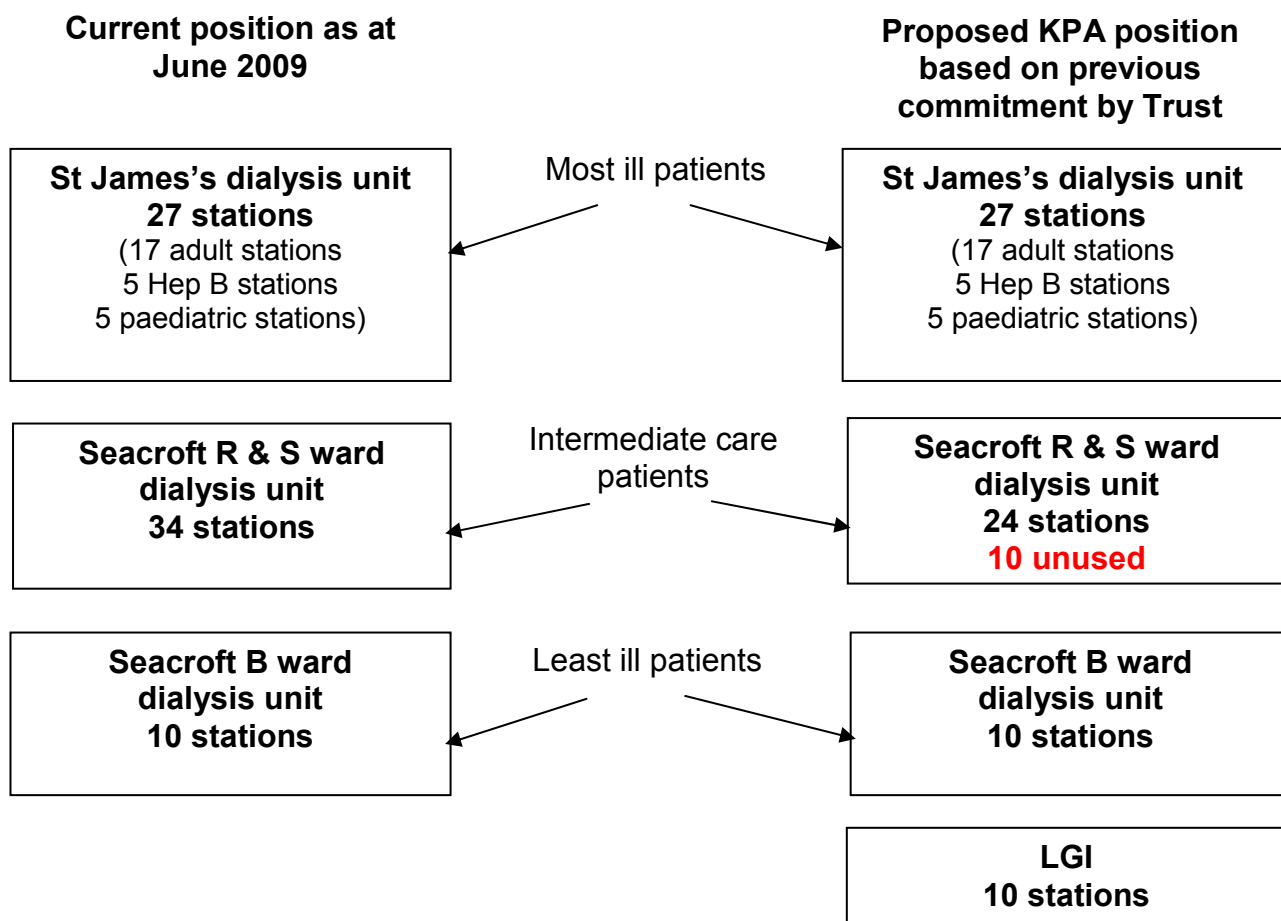 Current position as at
June 2009
Proposed KPA position
based on previous
commitment by Trust
St James’s dialysis unit
27 stations
(17 adult stations
5 Hep B stations
5 paediatric stations)
Most ill patients
St James’s dialysis unit
27 stations
(17 adult stations
5 Hep B stations
5 paediatric stations)
Seacroft R & S ward
dialysis unit
34 stations
Intermediate care
patients
Seacroft R & S ward
dialysis unit
24 stations
10 unused
Seacroft B ward
dialysis unit
10 stations
Least ill patients
Seacroft B ward
dialysis unit
10 stations
LGI
10 stations